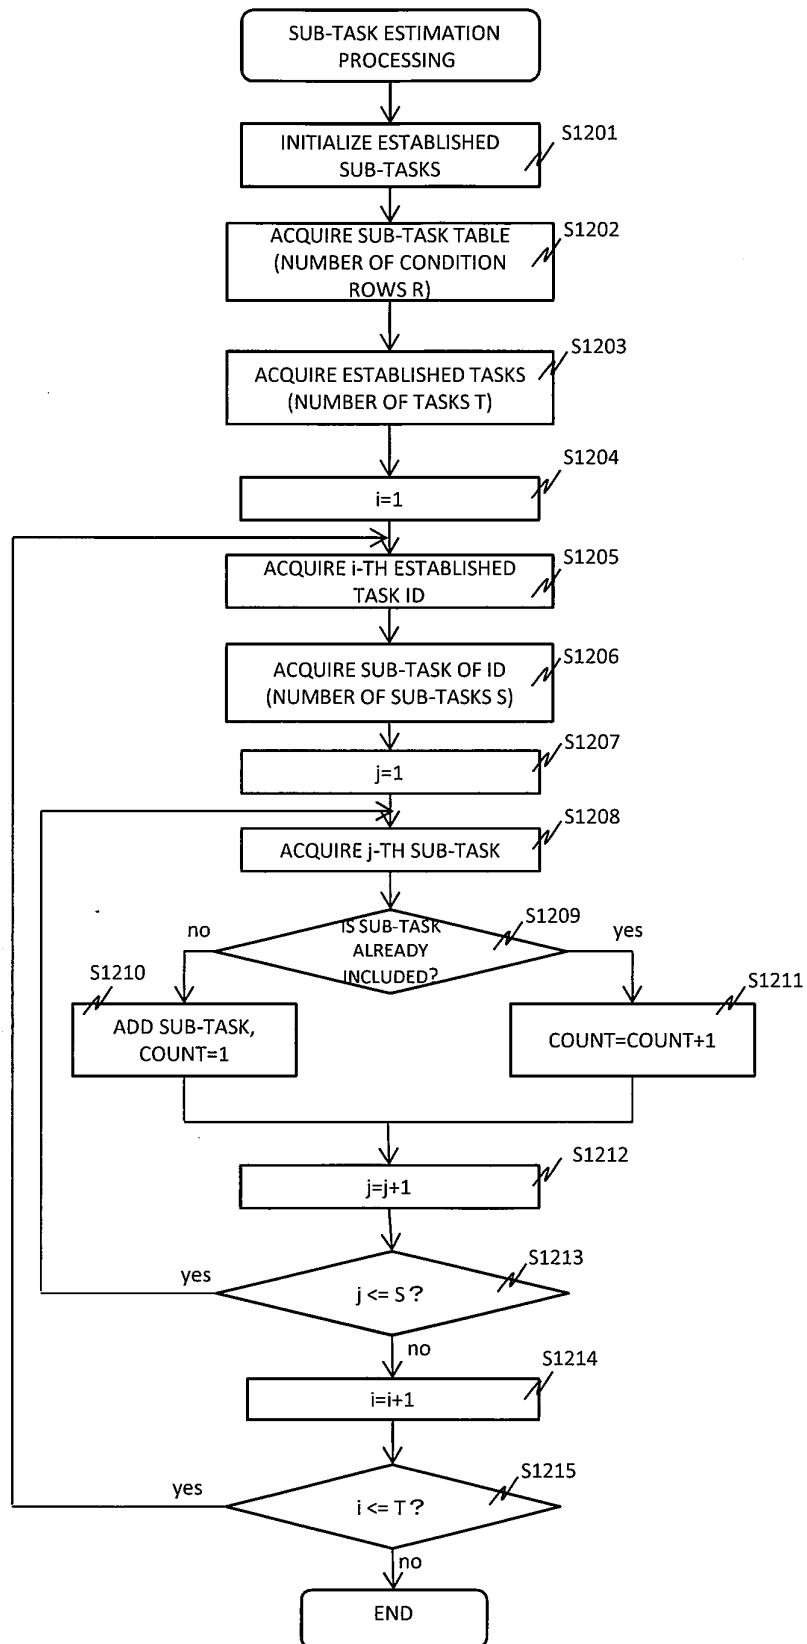 SUB-TASK ESTIMATION
PROCESSING
S1201
INITIALIZE ESTABLISHED
SUB-TASKS
S1202
ACQUIRE SUB-TASK TABLE
(NUMBER OF CONDITION
ROWS R)
S1203
ACQUIRE ESTABLISHED TASKS
(NUMBER OF TASKS T)
S1204
i=1
S1205
ACQUIRE i-TH ESTABLISHED
TASK ID
S1206
ACQUIRE SUB-TASK OF ID
(NUMBER OF SUB-TASKS S)
S1207
j=1
S1208
ACQUIRE j-TH SUB-TASK
S1209
IS SUB-TASK
ALREADY
INCLUDED?
no
yes
S1210
ADD SUB-TASK,
COUNT=1
S1211
COUNT=COUNT+1
S1212
j=j+1
S1213
j <= S?
yes
no
S1214
i=i+1
S1215
i <= T?
yes
no
END